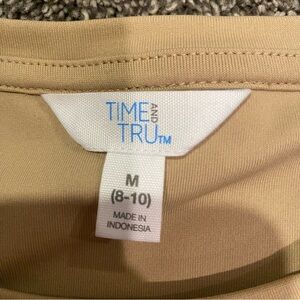 TIME AND
TRU™
M
(8-10)
MADE IN
INDONESIA